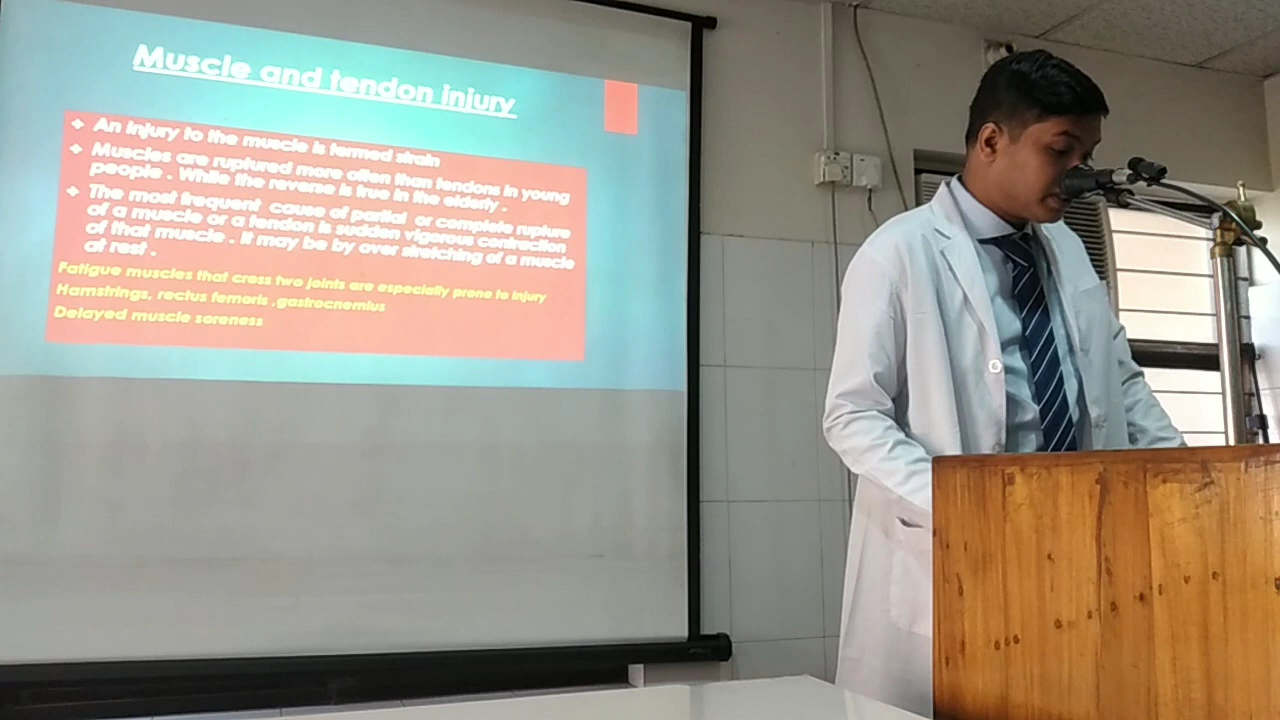 Muscle and tendon injury
❖ An injury to the muscle is termed strain
❖ Muscles are ruptured more often than tendons in young
people . While the reverse is true in the elderly .
❖ The most frequent cause of partial or complete rupture
of a muscle or a tendon is sudden vigorous contraction
of that muscle . it may be by over stretching of a muscle
at rest .
Fatigue muscles that cross two joints are especially prone to injury
Hamstrings, rectus femoris ,gastrocnemius
Delayed muscle soreness